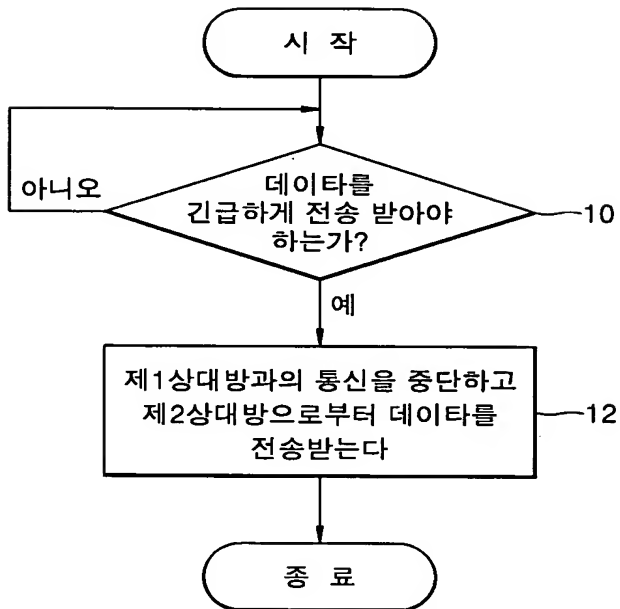 시 작
아니오
데이타를
긴급하게 전송 받아야
하는가?
10
예
제1상대방과의 통신을 중단하고
제2상대방으로부터 데이타를
전송받는다
12
종 료